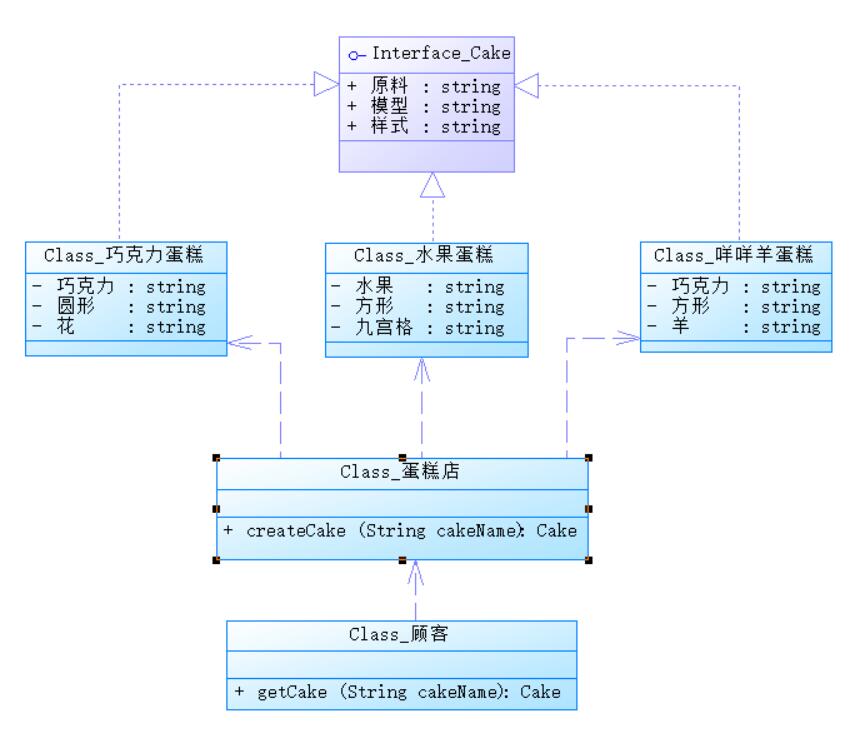 Interface_Cake
+ 原料 : string
+ 模型 : string
+ 样式 : string
Class_巧克力蛋糕
- 巧克力 : string
- 圆形 : string
- 花 : string
Class_水果蛋糕
- 水果 : string
- 方形 : string
- 九宫格 : string
Class_咩咩羊蛋糕
- 巧克力 : string
- 方形 : string
- 羊 : string
Class_蛋糕店
+ createCake (String cakeName): Cake
Class_顾客
+ getCake (String cakeName): Cake